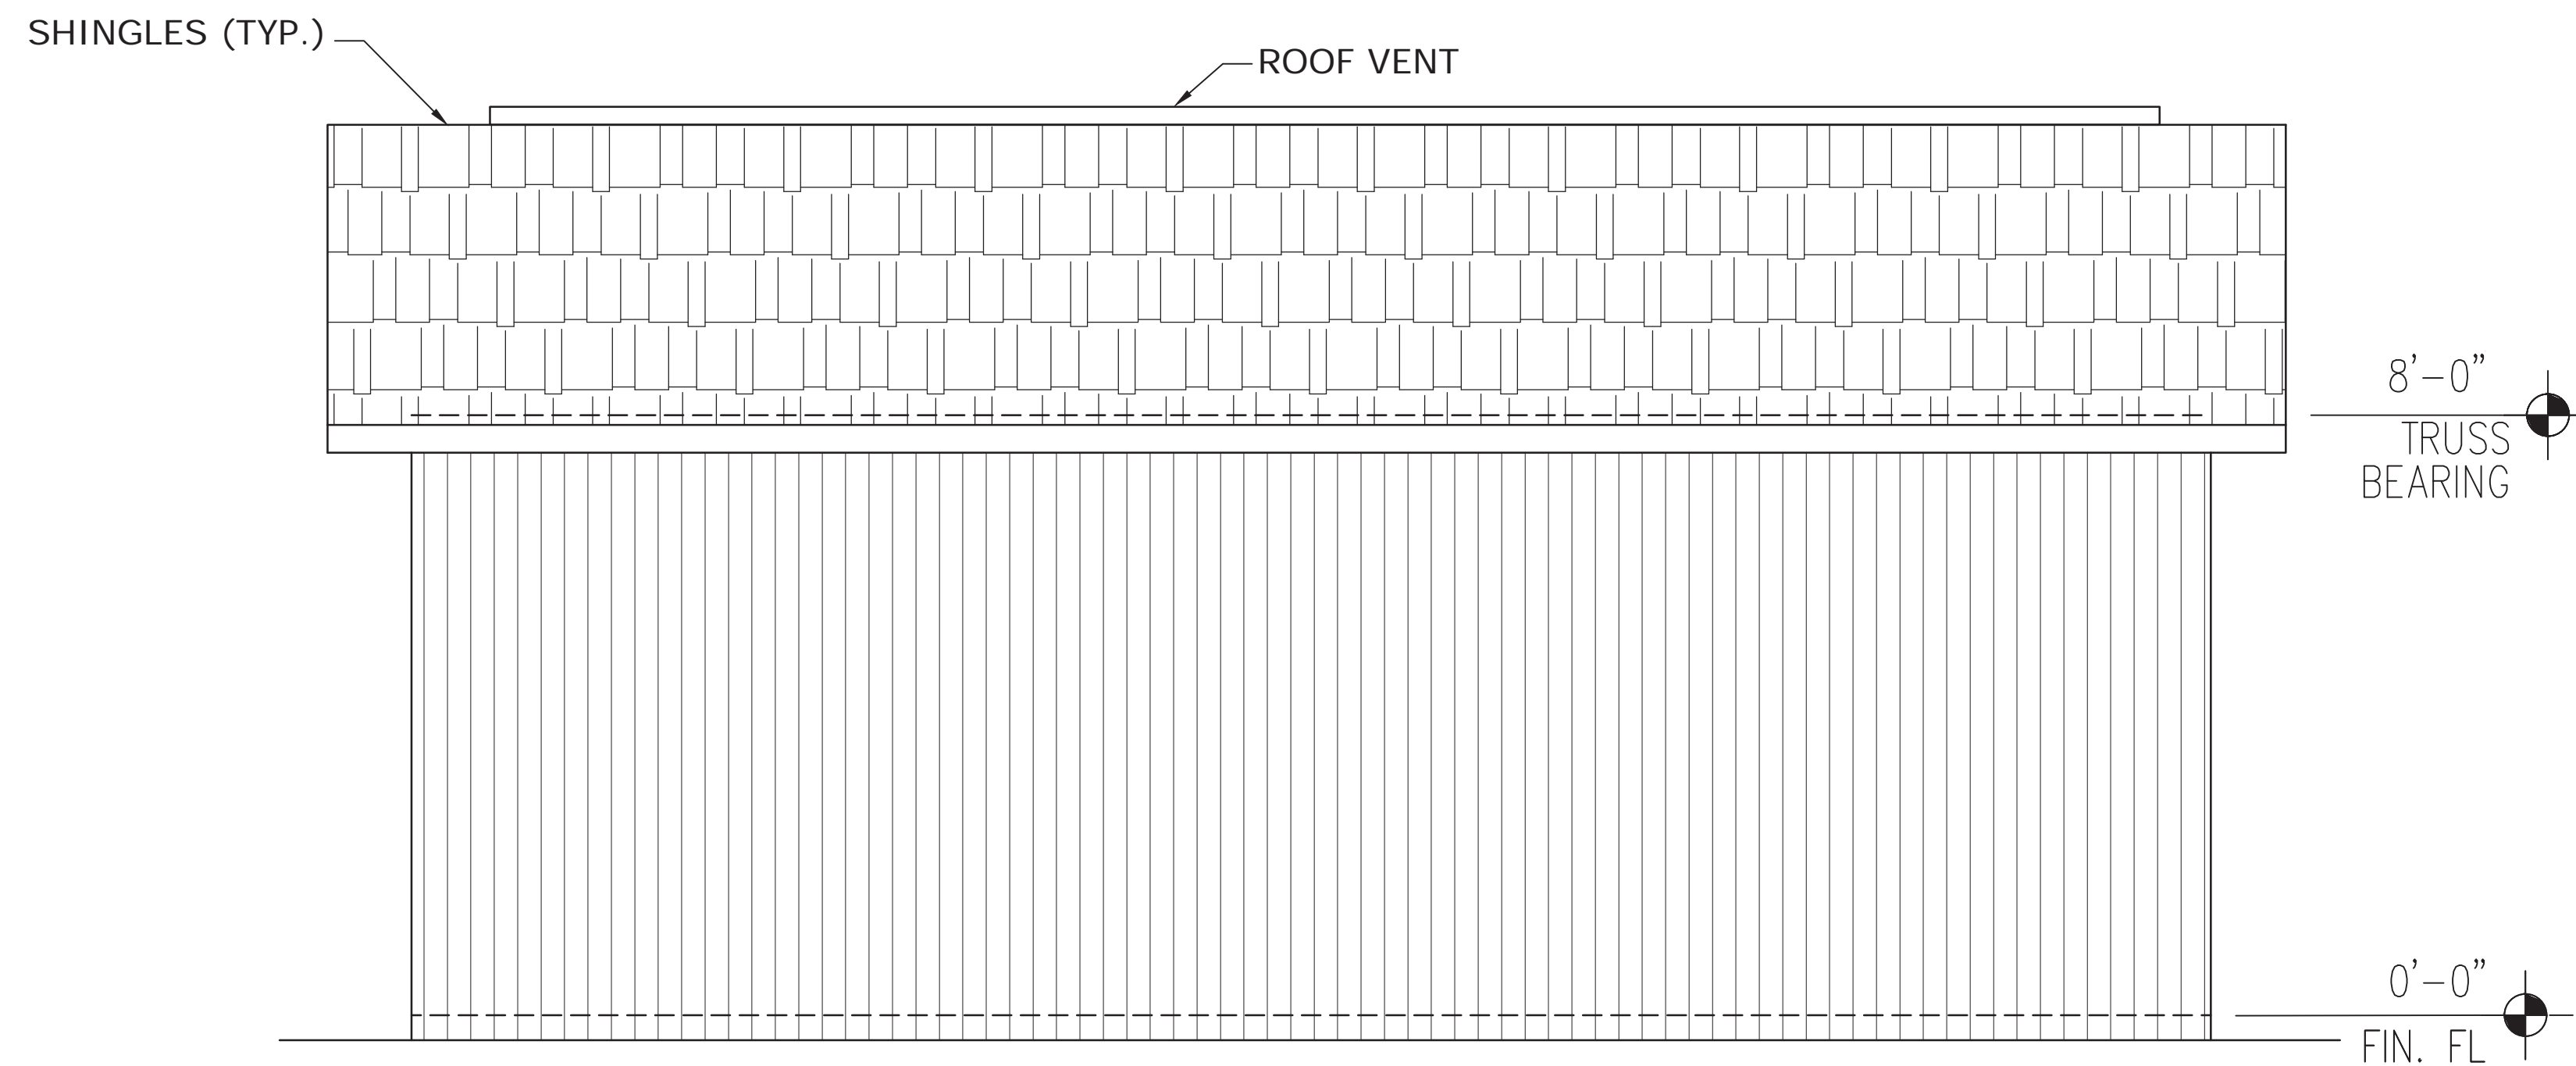 SHINGLES (TYP.)
ROOF VENT
8'-0"
TRUSS
BEARING
0'-0"
FIN. FL